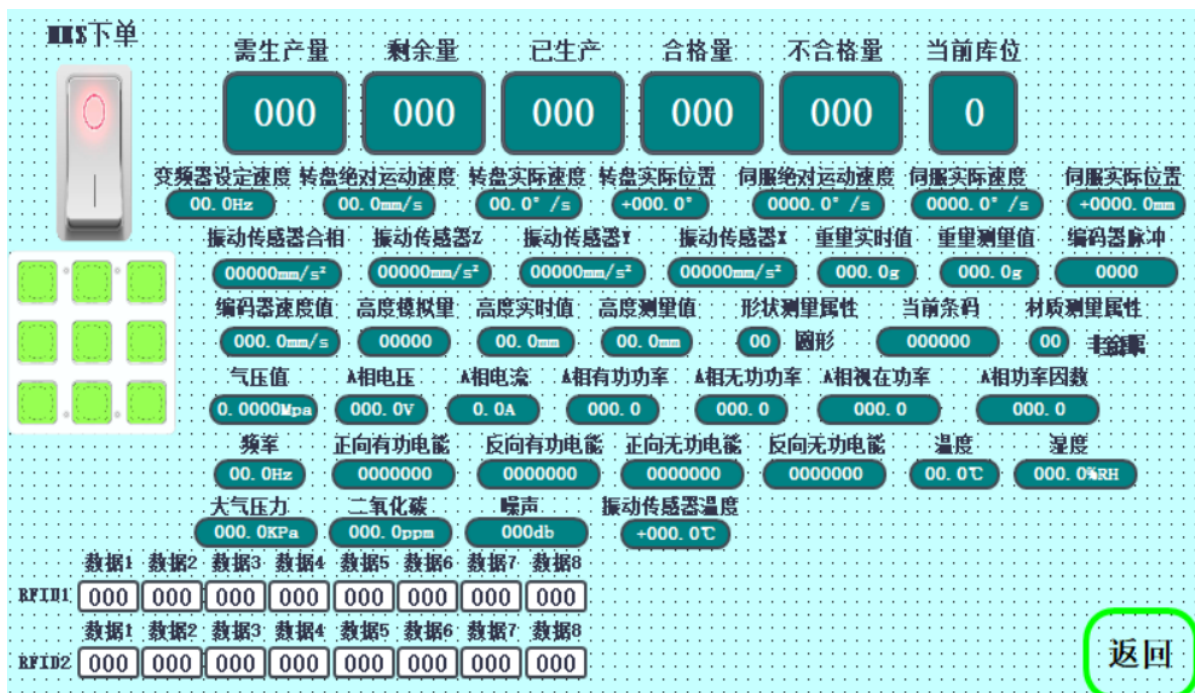 MES下单
需生产量 剩余量 已生产 合格量 不合格量 当前库位
000 000 000 000 000 0
变频器设定速度 转盘绝对运动速度 转盘实际速度 转盘实际位置 伺服绝对运动速度 伺服实际速度 伺服实际位置
00.0Hz 00.0mm/s 00.0°/s +000.0° 0000.0°/s 0000.0°/s +0000.0mm
振动传感器合相 振动传感器Z 振动传感器Y 振动传感器X 重量实时值 重量测量值 编码器脉冲
00000mm/s² 00000mm/s² 00000mm/s² 00000mm/s² 000.0g 000.0g 0000
编码器速度值 高度模拟量 高度实时值 高度测量值 形状测量属性 当前条码 材质测量属性
000.0mm/s 00000 00.0mm 00.0mm 00 圆形 000000 00
气压值 A相电压 A相电流 A相有功功率 A相无功功率 A相视在功率 A相功率因数
0.0000Mpa 000.0V 0.0A 000.0 000.0 000.0 000.0
频率 正向有功电能 反向有功电能 正向无功电能 反向无功电能 温度 湿度
00.0Hz 0000000 0000000 0000000 0000000 00.0℃ 000.0%RH
大气压力 二氧化碳 噪声 振动传感器温度
000.0KPa 000.0ppm 000db +000.0℃
数据1 数据2 数据3 数据4 数据5 数据6 数据7 数据8
RFID1 000 000 000 000 000 000 000 000
数据1 数据2 数据3 数据4 数据5 数据6 数据7 数据8
RFID2 000 000 000 000 000 000 000 000
返回